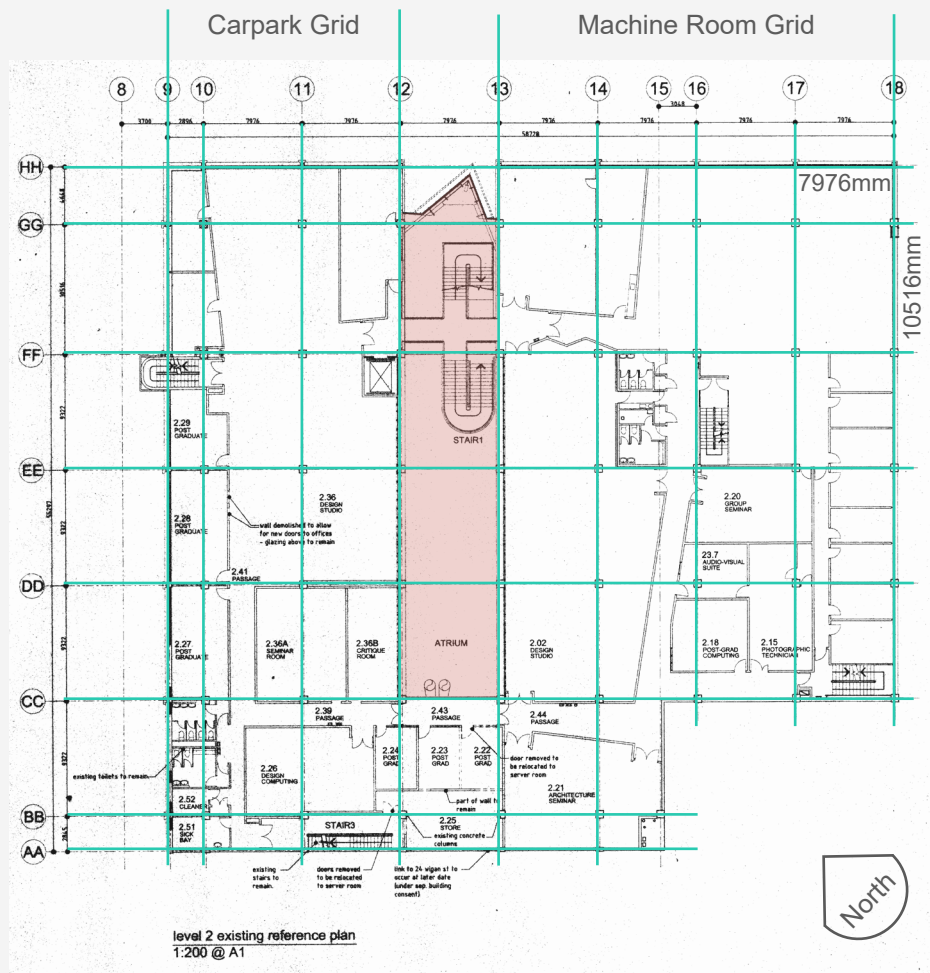 Carpark Grid
Machine Room Grid
8
9
10
11
12
13
14
15
16
17
18
3048
3700
2896
7976
7976
7976
7976
7976
7976
7976
58728
HH
GG
FF
EE
DD
CC
BB
AA
7976mm
10516mm
10516
9327
9322
9322
9322
STAIR1
2.29
POST
GRADUATE
2.36
DESIGN
STUDIO
2.20
GROUP
SEMINAR
2.28
POST
GRADUATE
wall demolished to allow
for new doors to offices
- glazing above to remain
23.7
AUDIO-VISUAL
SUITE
2.41
PASSAGE
2.27
POST
GRADUATE
2.36A
SEMINAR
ROOM
2.36B
CRITIQUE
ROOM
ATRIUM
2.02
DESIGN
STUDIO
2.18
POST-GRAD
COMPUTING
2.15
PHOTOGRAPHIC
TECHNICIAN
2.39
PASSAGE
2.43
PASSAGE
2.44
PASSAGE
2.24
POST
GRAD
2.23
POST
GRAD
2.22
POST
GRAD
door removed to
be relocated to
server room
existing toilets to remain
2.26
DESIGN
COMPUTING
2.21
ARCHITECTURE
SEMINAR
2.52
CLEANER
part of wall to
remain
2.51
SICK
BAY
STAIR3
2.25
STORE
existing concrete
columns
existing
stairs to
remain.
doors removed
to be relocated
to server room
link to 24 vigan st to
occur at later date
(under sep. building
consent)
North
level 2 existing reference plan
1:200 @ A1